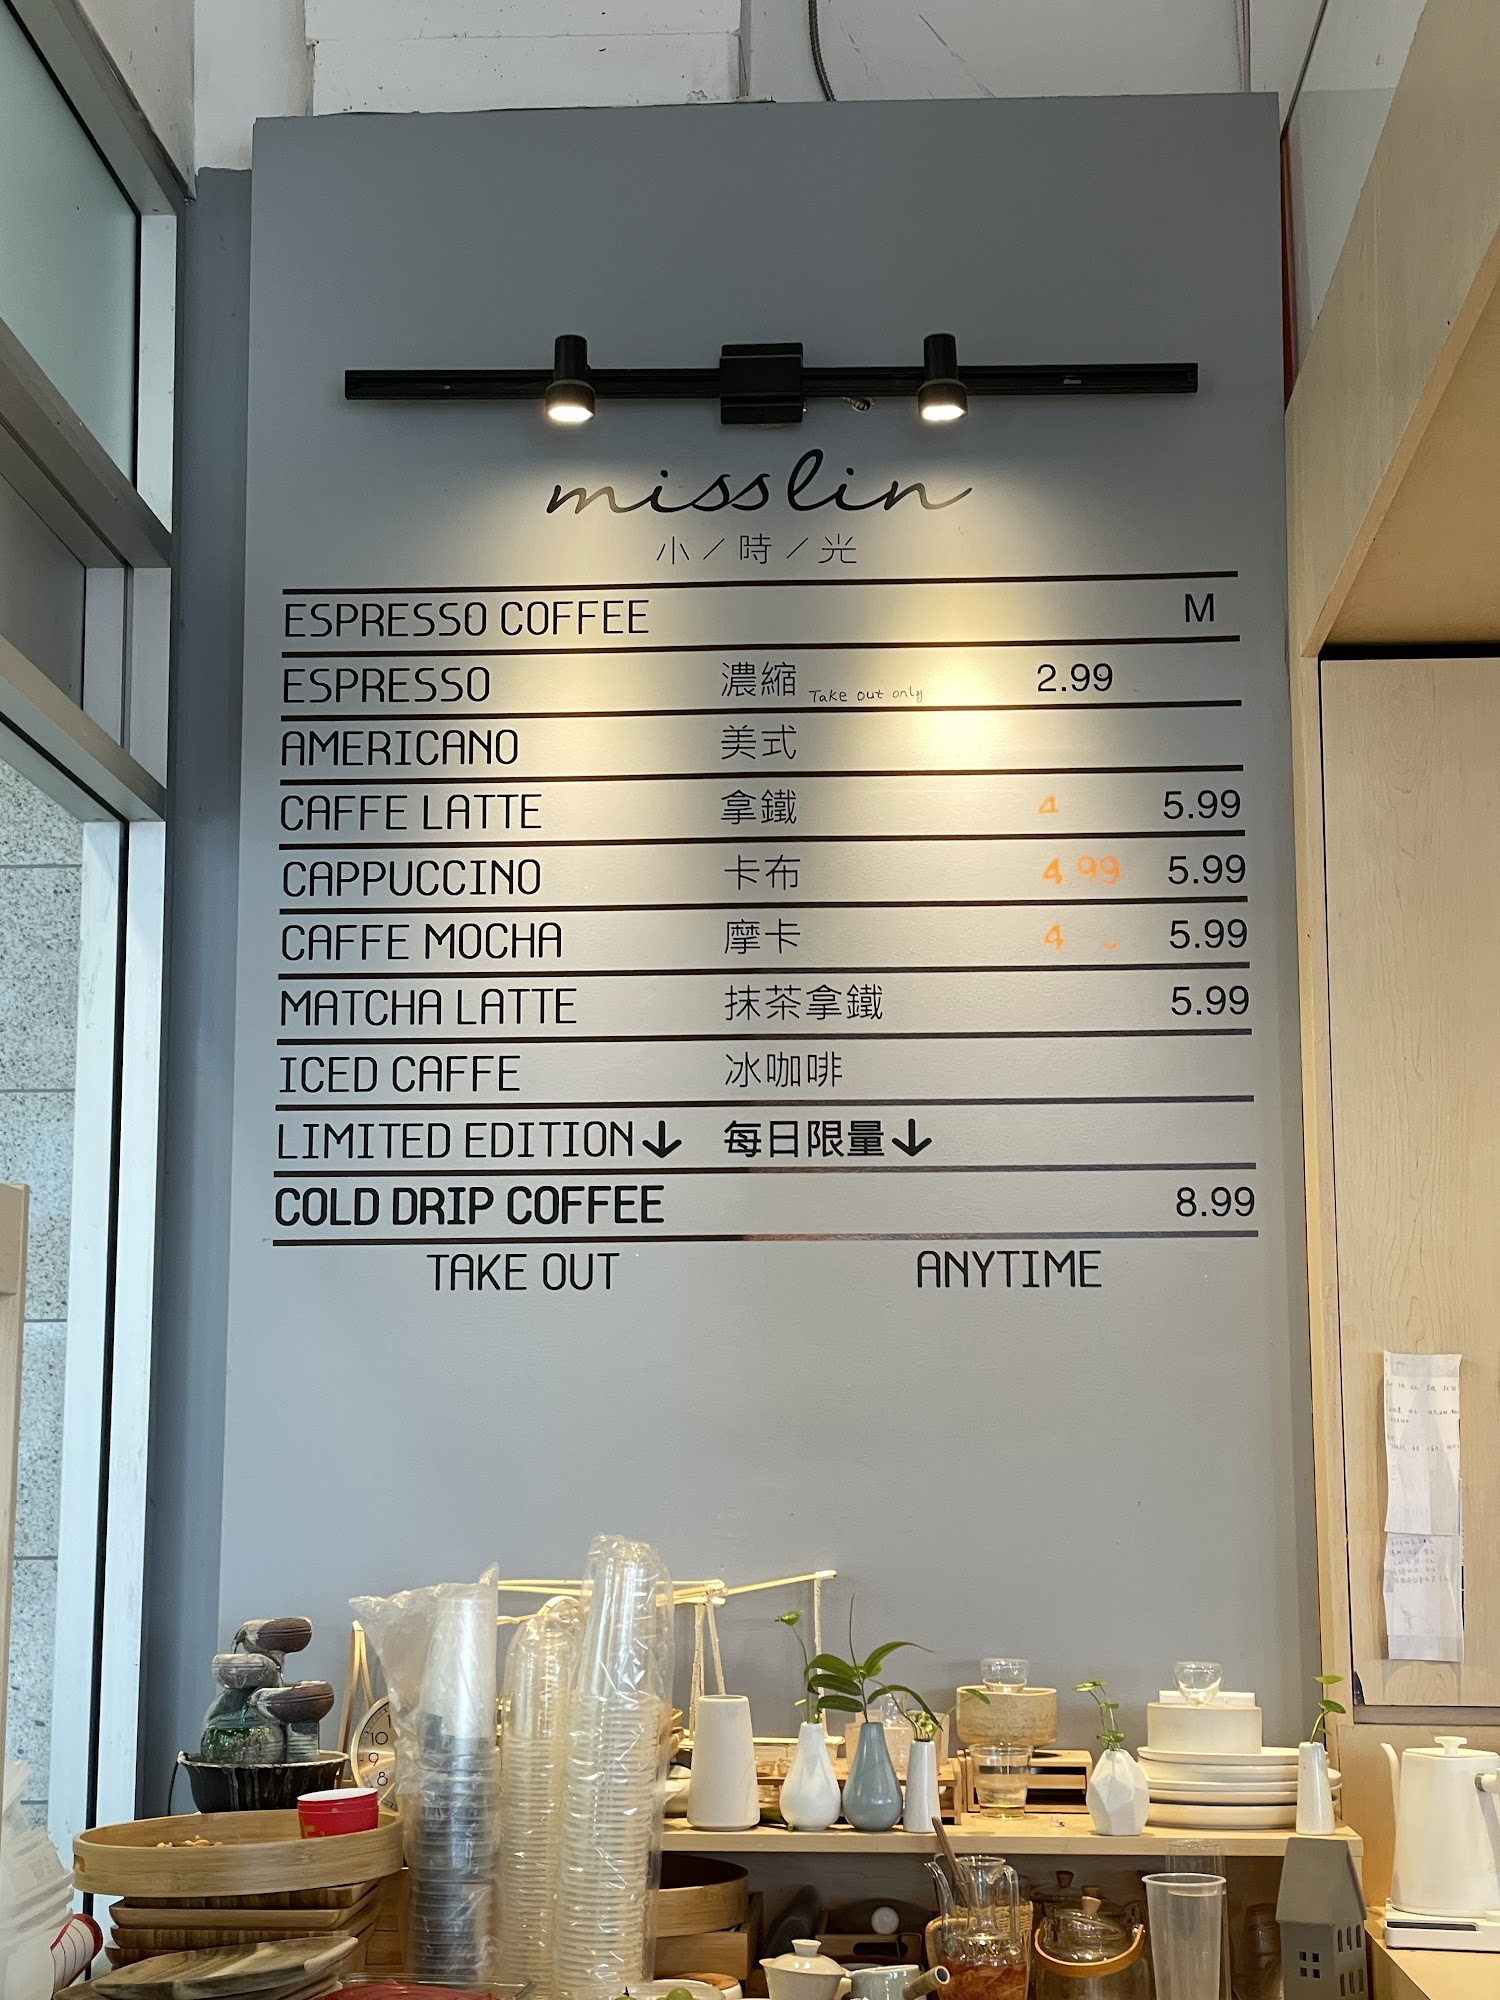 misslin
小／時／光
ESPRESSO COFFEE M
ESPRESSO 濃縮 Take out only 2.99
AMERICANO 美式
CAFFE LATTE 拿鐵 4 5.99
CAPPUCCINO 卡布 4.99 5.99
CAFFE MOCHA 摩卡 4 5.99
MATCHA LATTE 抹茶拿鐵 5.99
ICED CAFFE 冰咖啡
LIMITED EDITION↓ 每日限量↓
COLD DRIP COFFEE 8.99
TAKE OUT ANYTIME
10
9
8